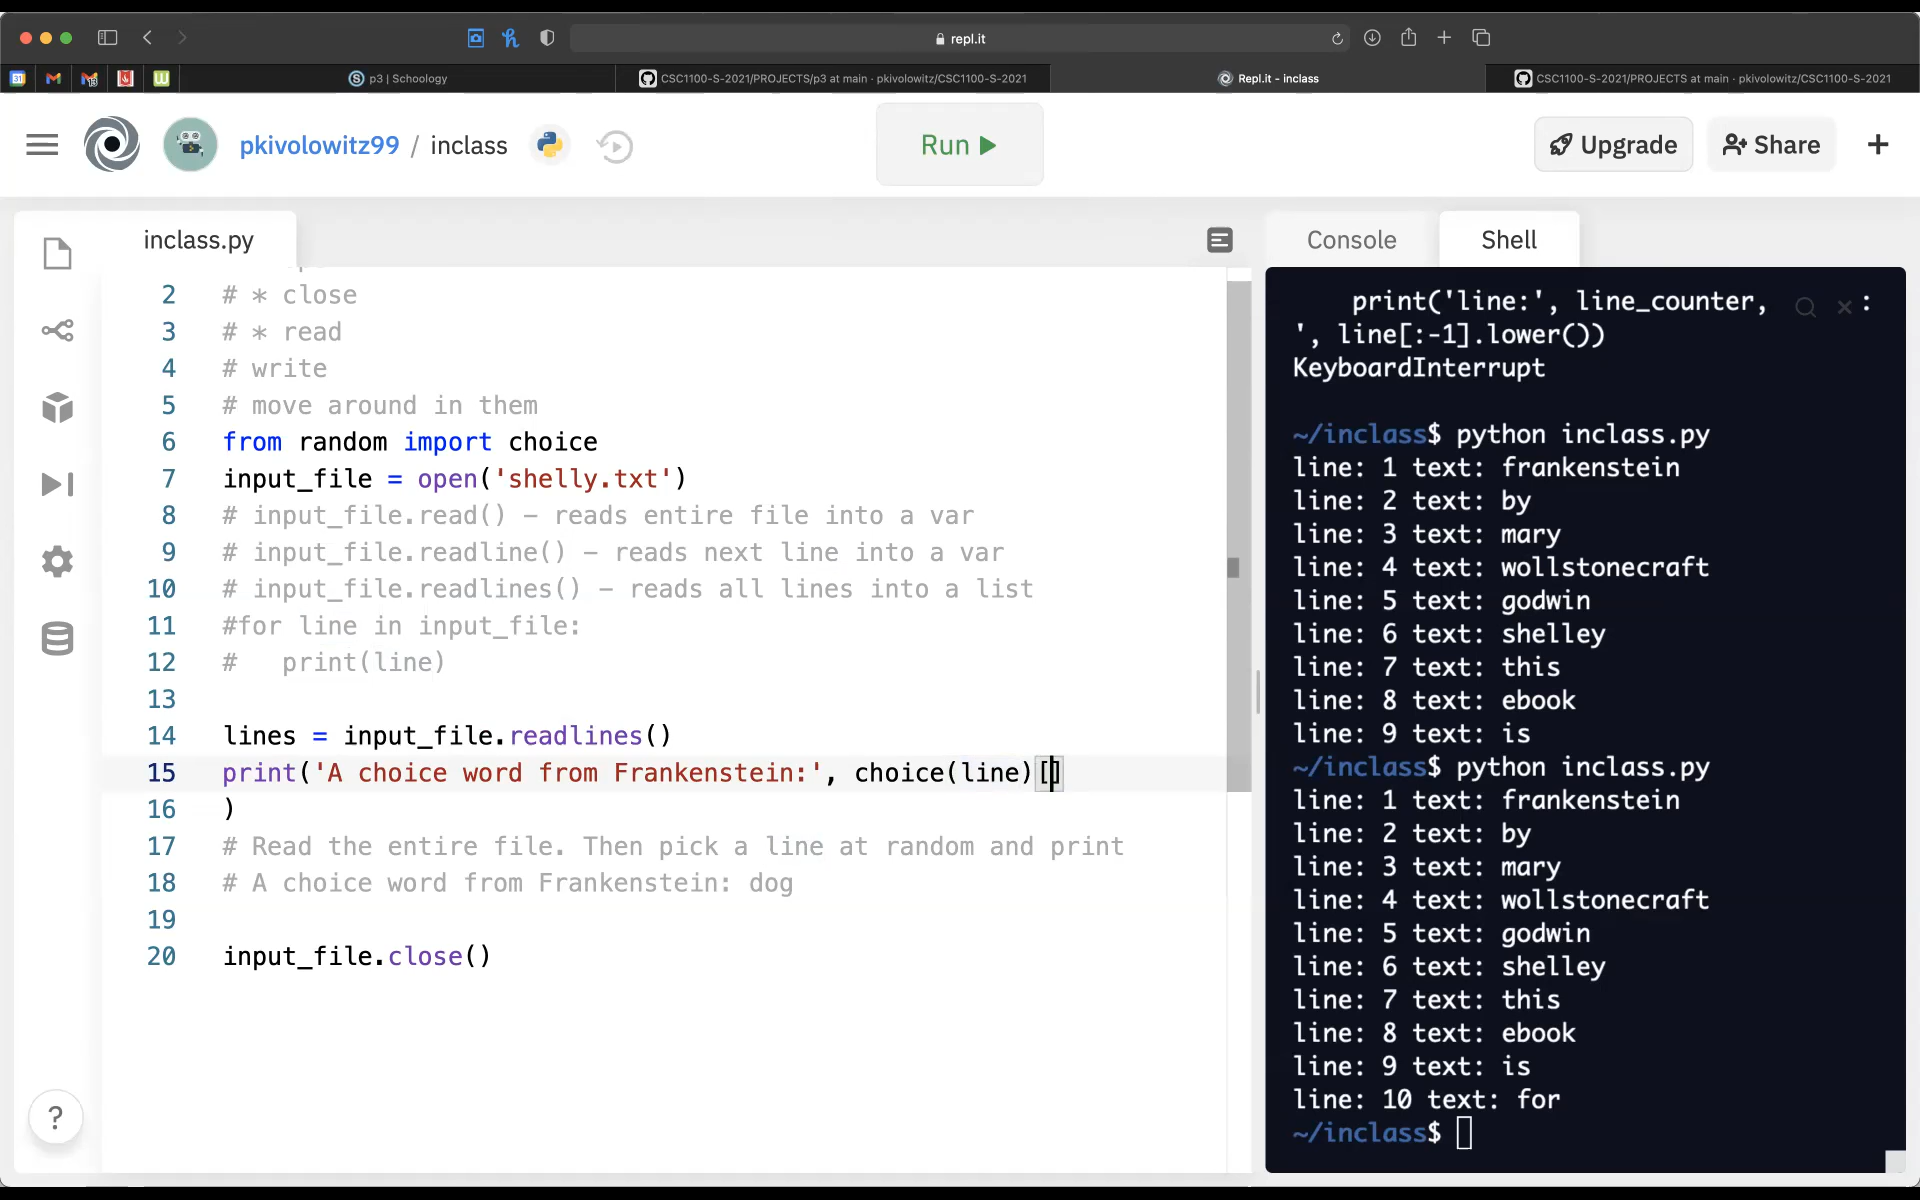 repl.it
31
13
W
S p3 | Schoology
CSC1100-S-2021/PROJECTS/p3 at main · pkivolowitz/CSC1100-S-2021
Repl.it - inclass
CSC1100-S-2021/PROJECTS at main · pkivolowitz/CSC1100-S-2021
pkivolowitz99 / inclass
Run
Upgrade
Share
+
inclass.py
2 # * close
3 # * read
4 # write
5 # move around in them
6 from random import choice
7 input_file = open('shelly.txt')
8 # input_file.read() – reads entire file into a var
9 # input_file.readline() – reads next line into a var
10 # input_file.readlines() – reads all lines into a list
11 #for line in input_file:
12 #   print(line)
13
14 lines = input_file.readlines()
15 print('A choice word from Frankenstein:', choice(line)[]
16 )
17 # Read the entire file. Then pick a line at random and print
18 # A choice word from Frankenstein: dog
19
20 input_file.close()
?
Console
Shell
print('line:', line_counter, :
', line[:-1].lower())
KeyboardInterrupt
~/inclass$ python inclass.py
line: 1 text: frankenstein
line: 2 text: by
line: 3 text: mary
line: 4 text: wollstonecraft
line: 5 text: godwin
line: 6 text: shelley
line: 7 text: this
line: 8 text: ebook
line: 9 text: is
~/inclass$ python inclass.py
line: 1 text: frankenstein
line: 2 text: by
line: 3 text: mary
line: 4 text: wollstonecraft
line: 5 text: godwin
line: 6 text: shelley
line: 7 text: this
line: 8 text: ebook
line: 9 text: is
line: 10 text: for
~/inclass$